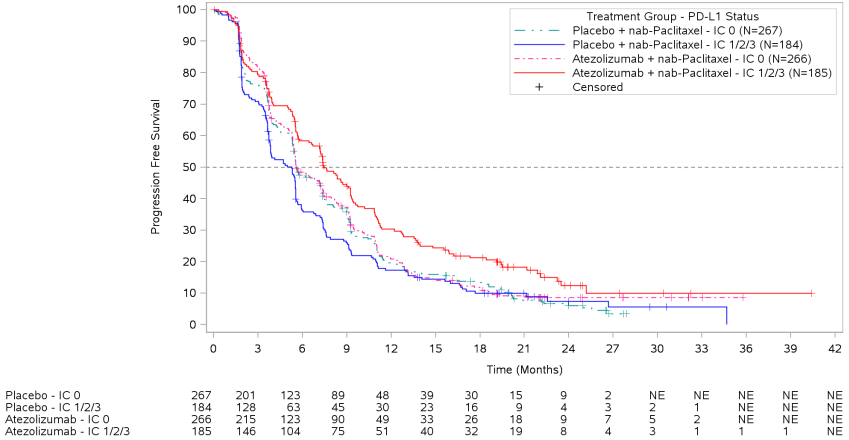 Treatment Group - PD-L1 Status
Placebo + nab-Paclitaxel - IC 0 (N=267)
Placebo + nab-Paclitaxel - IC 1/2/3 (N=184)
Atezolizumab + nab-Paclitaxel - IC 0 (N=266)
Atezolizumab + nab-Paclitaxel - IC 1/2/3 (N=185)
+ Censored
Progression Free Survival
100
90
80
70
60
50
40
30
20
10
0
0 3 6 9 12 15 18 21 24 27 30 33 36 39 42
Time (Months)
Placebo - IC 0 267 201 123 89 48 39 30 15 9 2 NE NE NE NE NE
Placebo - IC 1/2/3 184 128 63 45 30 23 16 9 4 3 2 1 NE NE NE
Atezolizumab - IC 0 266 215 123 90 49 33 26 18 9 7 5 2 NE NE NE
Atezolizumab - IC 1/2/3 185 146 104 75 51 40 32 19 8 4 3 1 1 1 NE